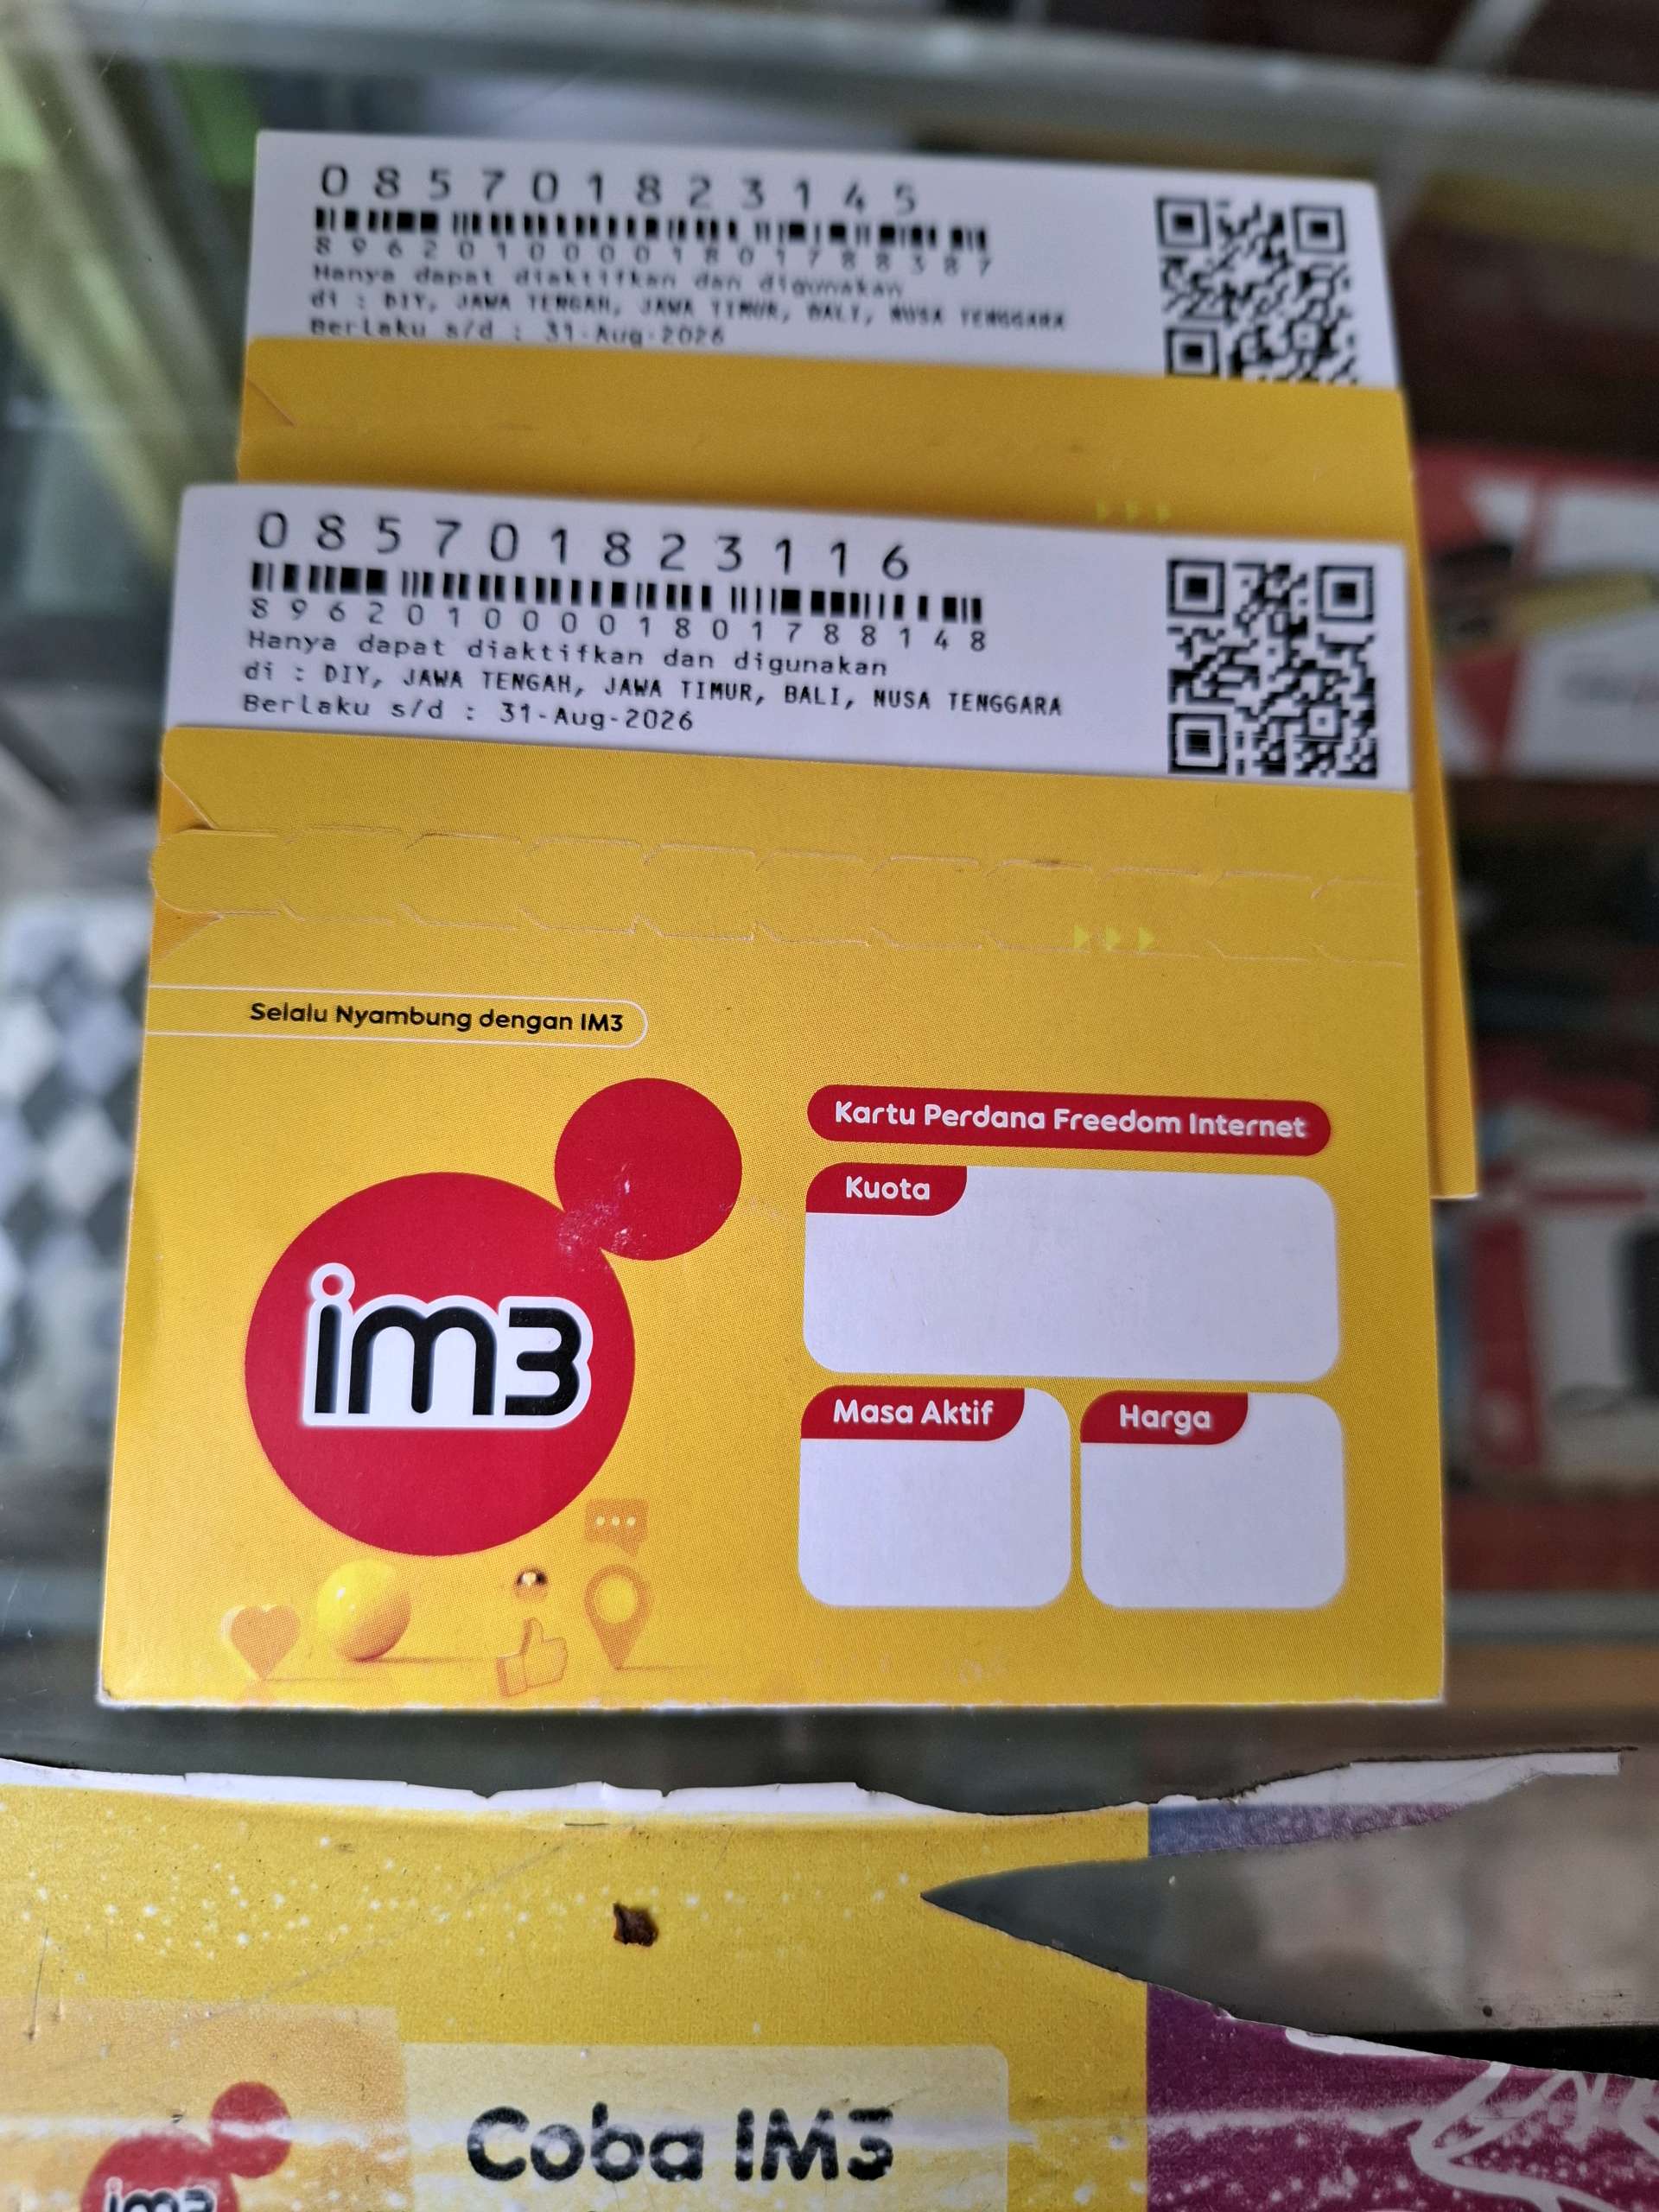 085701823145
89620100001801788387
Hanya dapat diaktifkan dan digunakan
di : DIY, JAWA TENGAH, JAWA TIMUR, BALI, NUSA TENGGARA
Berlaku s/d : 31-Aug-2026
085701823116
89620100001801788148
Hanya dapat diaktifkan dan digunakan
di : DIY, JAWA TENGAH, JAWA TIMUR, BALI, NUSA TENGGARA
Berlaku s/d : 31-Aug-2026
Selalu Nyambung dengan IM3
Kartu Perdana Freedom Internet
Kuota
im3
Masa Aktif
Harga
Coba IM3
im3